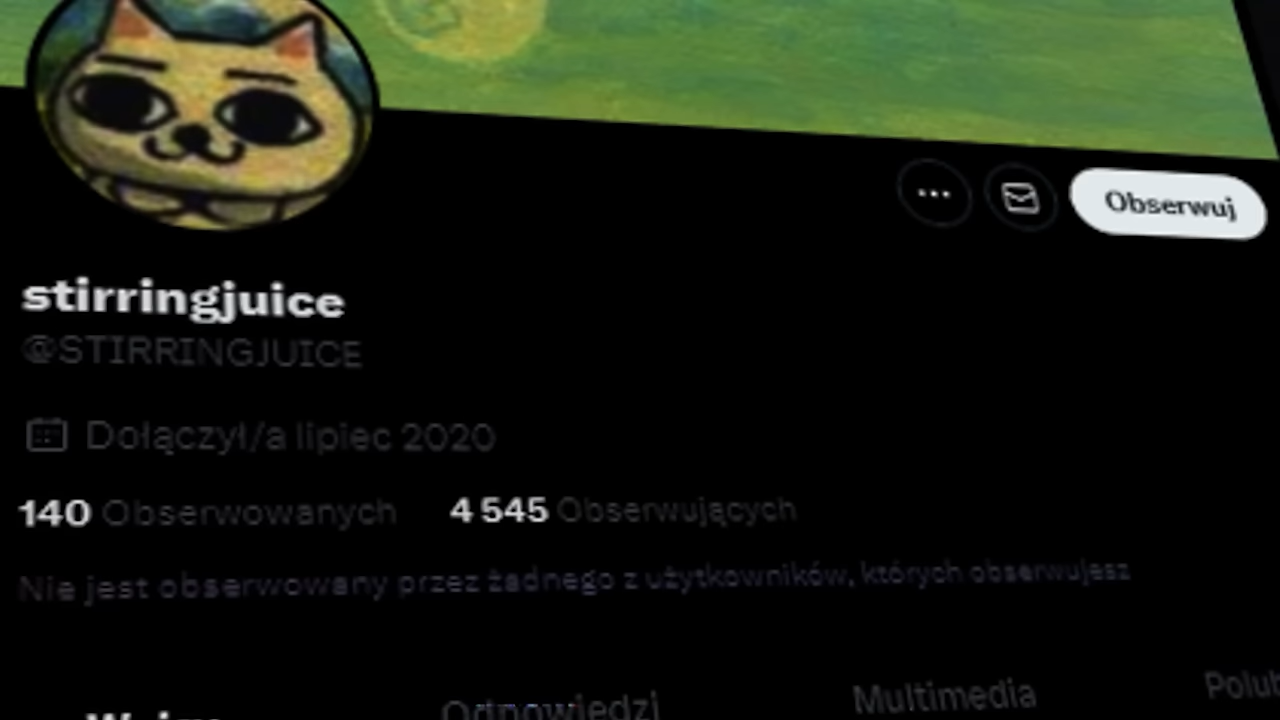 Obserwuj
stirringjuice
@STIRRINGJUICE
Dołączył/a lipiec 2020
140 Obserwowanych 4 545 Obserwujących
Nie jest obserwowany przez żadnego z użytkowników, których obserwujesz
Odpowiedzi Multimedia